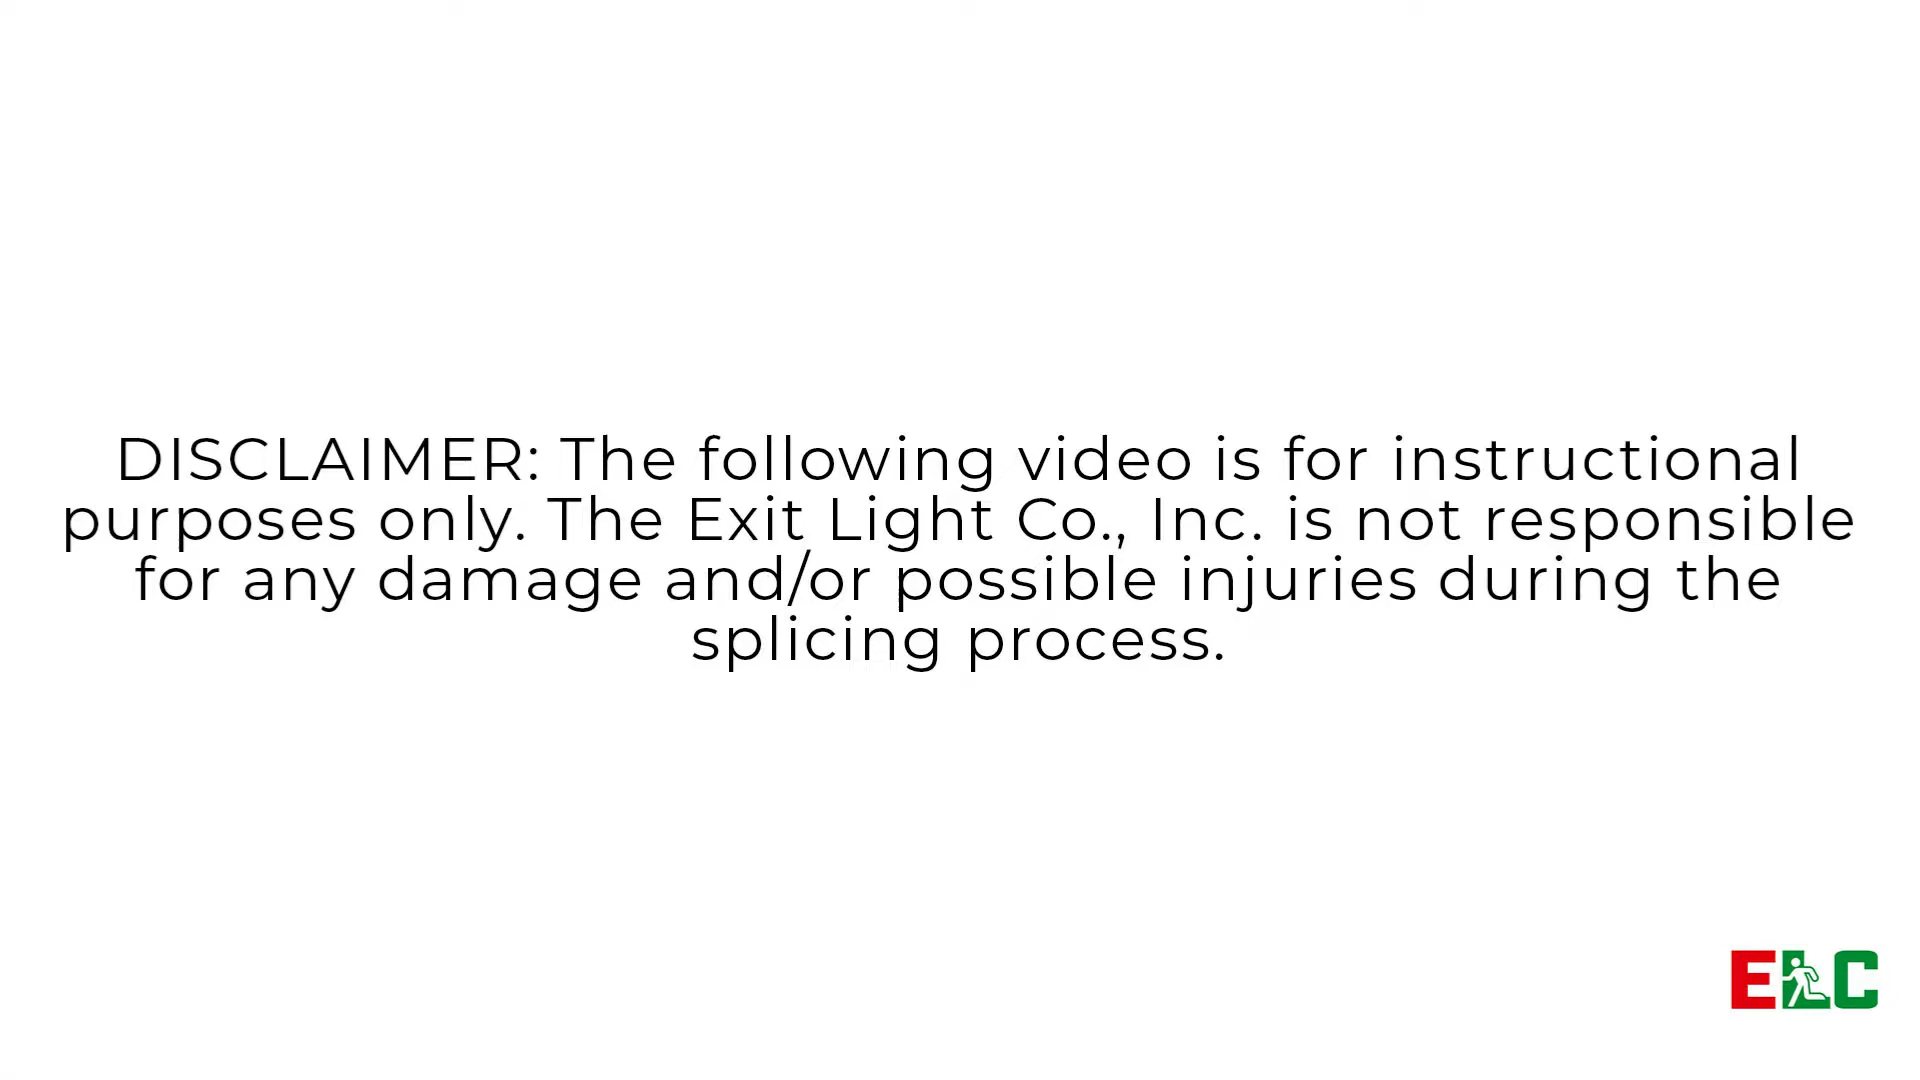 DISCLAIMER: The following video is for instructional
purposes only. The Exit Light Co., Inc. is not responsible
for any damage and/or possible injuries during the
splicing process.
ELC